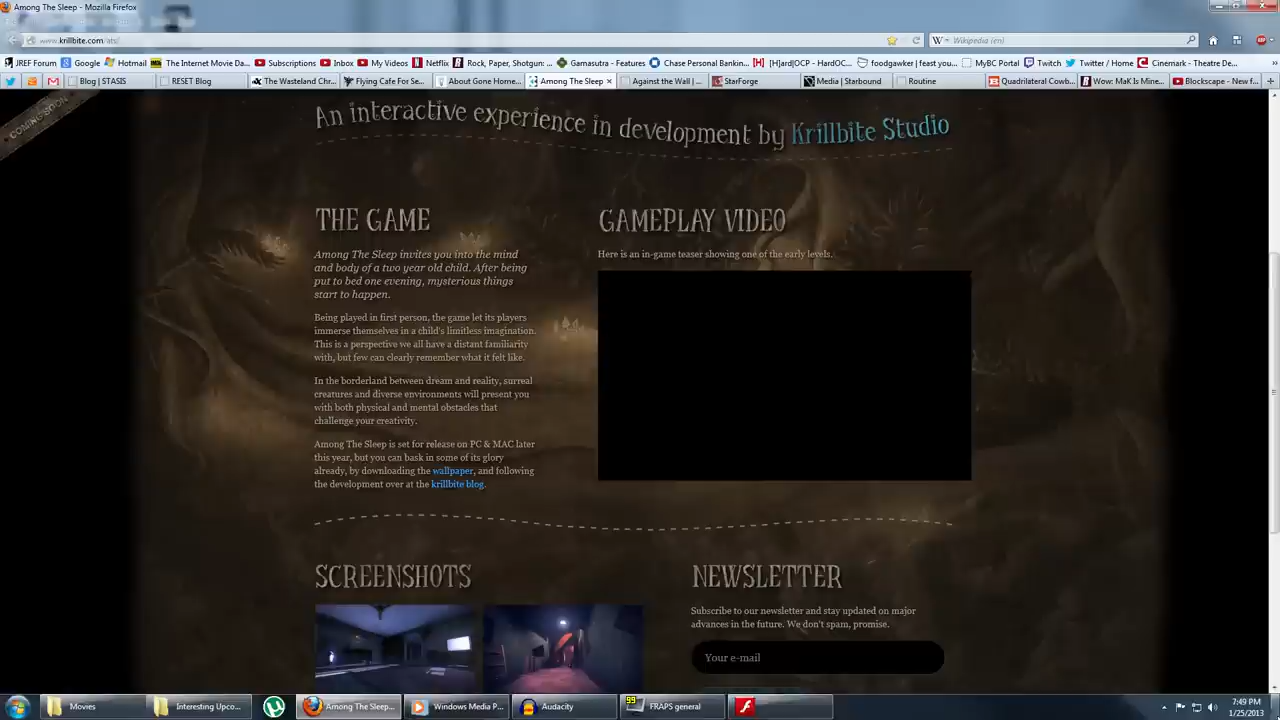 Among The Sleep - Mozilla Firefox
www.krillbite.com/ats/
Wikipedia (en)
JREF Forum Google Hotmail The Internet Movie Da... Subscriptions Inbox My Videos Netflix Rock, Paper, Shotgun: ... Gamasutra - Features Chase Personal Bankin... [H]ard|OCP - HardOC... foodgawker | feast you... MyBC Portal Twitch Twitter / Home Cinemark - Theatre De...
Blog | STASIS RESET Blog The Wasteland Chr... Flying Cafe For Se... About Gone Home... Among The Sleep Against the Wall |... StarForge Media | Starbound Routine Quadrilateral Cowb... Wow: MaK Is Mine... Blockscape - New f...
COMING SOON
An interactive experience in development by Krillbite Studio
THE GAME
Among The Sleep invites you into the mind
and body of a two year old child. After being
put to bed one evening, mysterious things
start to happen.
Being played in first person, the game let its players
immerse themselves in a child's limitless imagination.
This is a perspective we all have a distant familiarity
with, but few can clearly remember what it felt like.
In the borderland between dream and reality, surreal
creatures and diverse environments will present you
with both physical and mental obstacles that
challenge your creativity.
Among The Sleep is set for release on PC & MAC later
this year, but you can bask in some of its glory
already, by downloading the wallpaper, and following
the development over at the krillbite blog.
GAMEPLAY VIDEO
Here is an in-game teaser showing one of the early levels.
SCREENSHOTS
NEWSLETTER
Subscribe to our newsletter and stay updated on major
advances in the future. We don't spam, promise.
Your e-mail
Movies Interesting Upco... Among The Sleep... Windows Media P... Audacity 99 FRAPS general
7:49 PM
1/25/2013